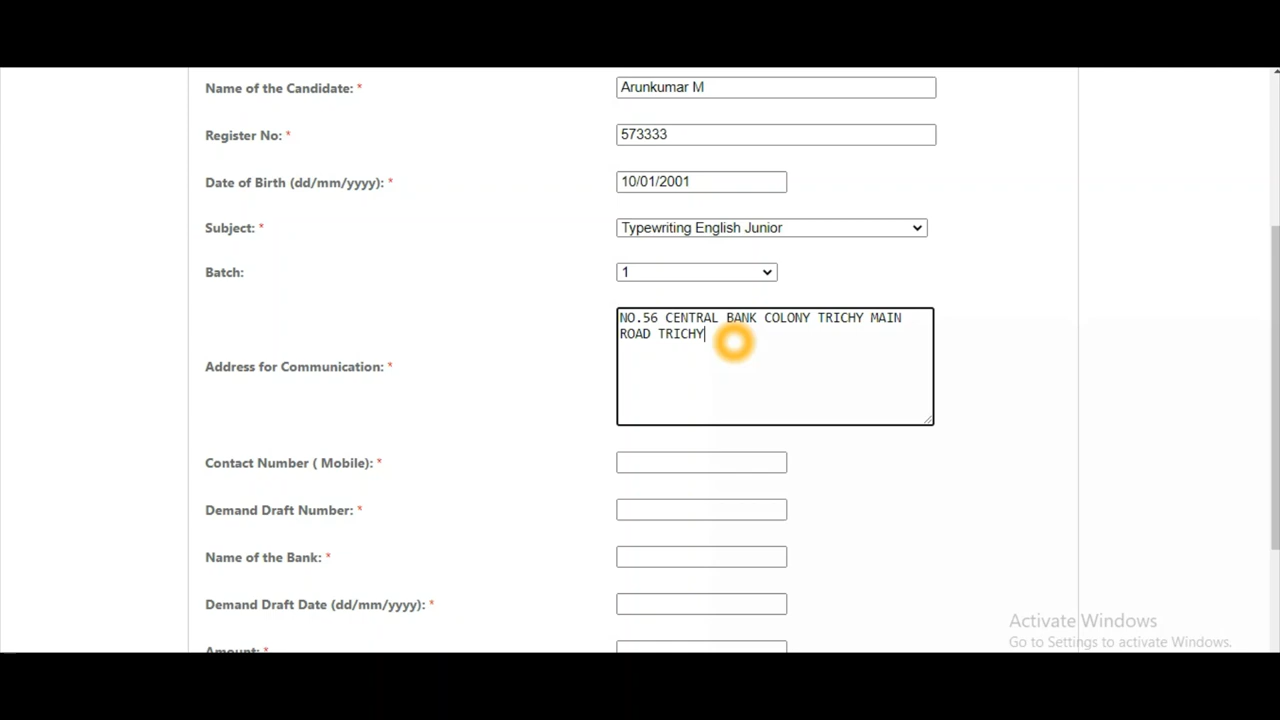 Name of the Candidate: * Arunkumar M
Register No: * 573333
Date of Birth (dd/mm/yyyy): * 10/01/2001
Subject: * Typewriting English Junior
Batch: 1
NO.56 CENTRAL BANK COLONY TRICHY MAIN
ROAD TRICHY
Address for Communication: *
Contact Number ( Mobile): *
Demand Draft Number: *
Name of the Bank: *
Demand Draft Date (dd/mm/yyyy): *
Amount: *
Activate Windows
Go to Settings to activate Windows.